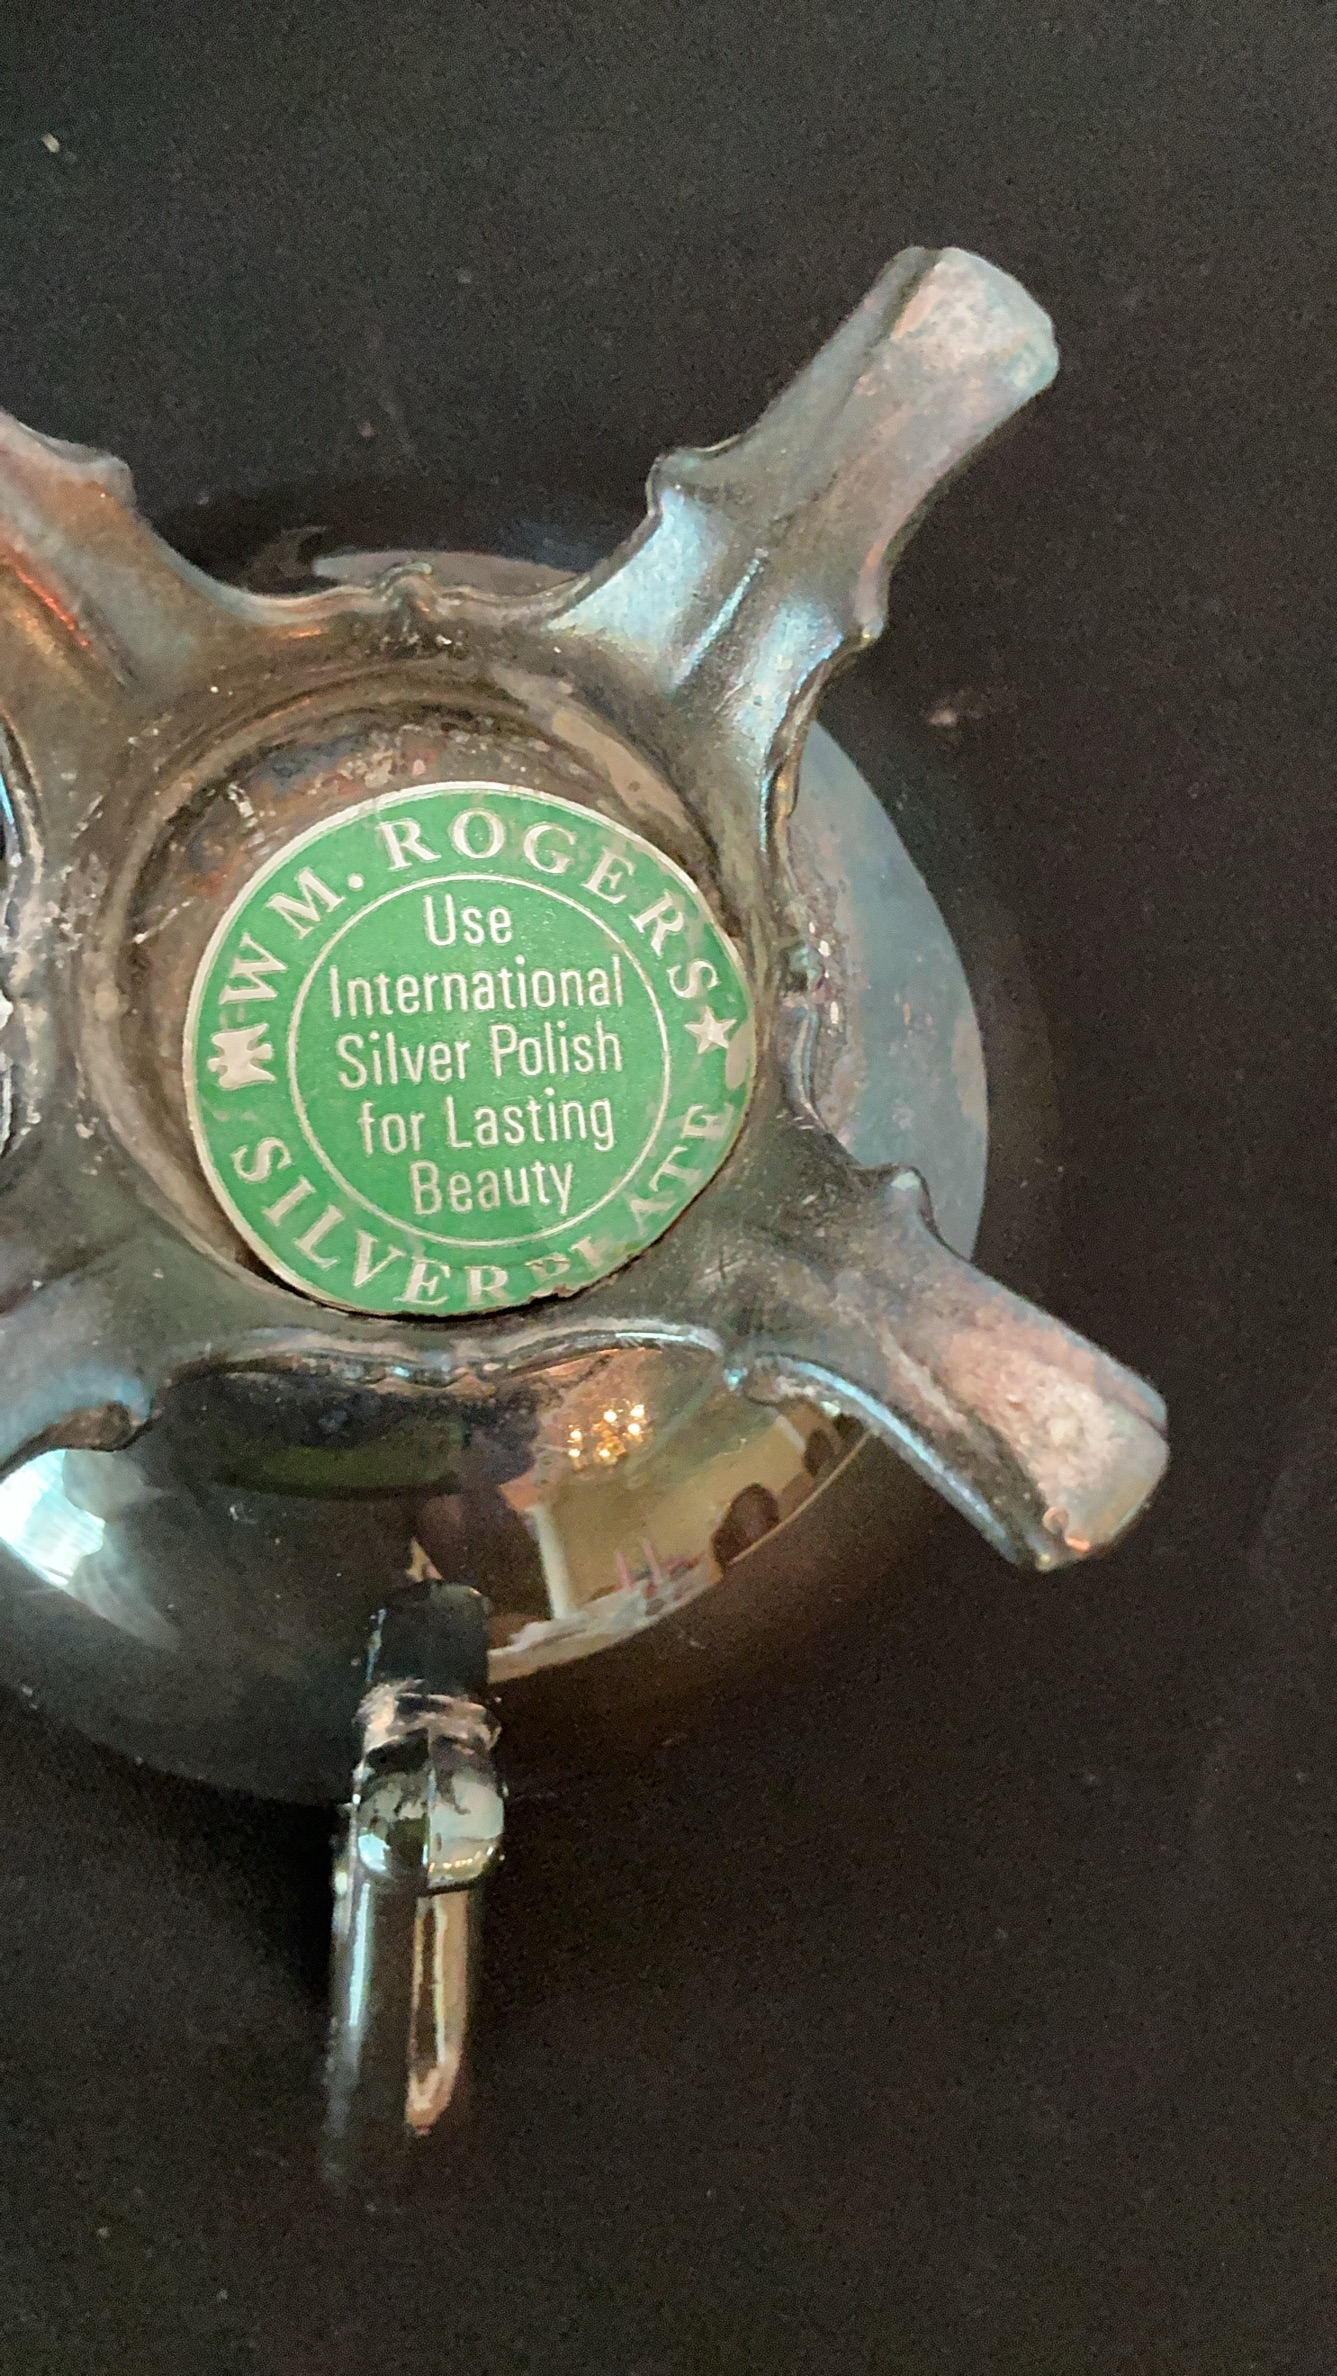 WM. ROGERS
Use
International
Silver Polish
for Lasting
Beauty
SILVERPLATE